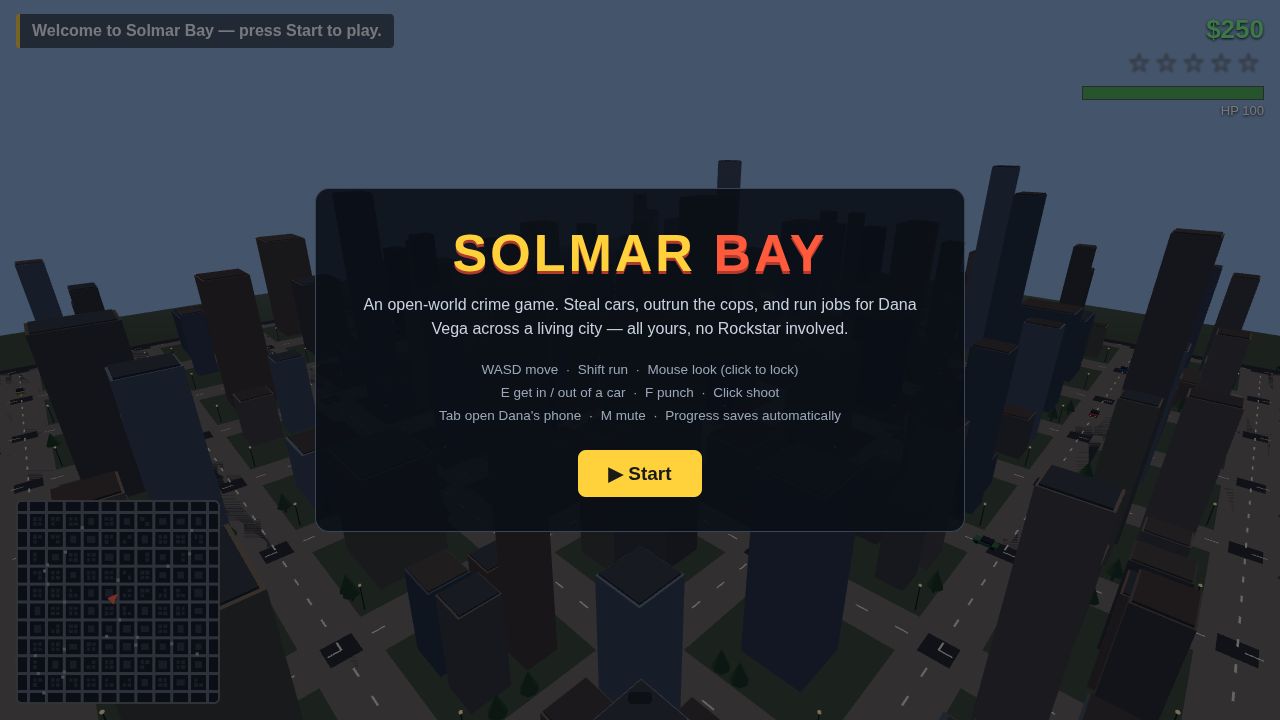 Welcome to Solmar Bay — press Start to play.
$250
HP 100
SOLMAR BAY
An open-world crime game. Steal cars, outrun the cops, and run jobs for Dana
Vega across a living city — all yours, no Rockstar involved.
WASD move · Shift run · Mouse look (click to lock)
E get in / out of a car · F punch · Click shoot
Tab open Dana's phone · M mute · Progress saves automatically
▶ Start